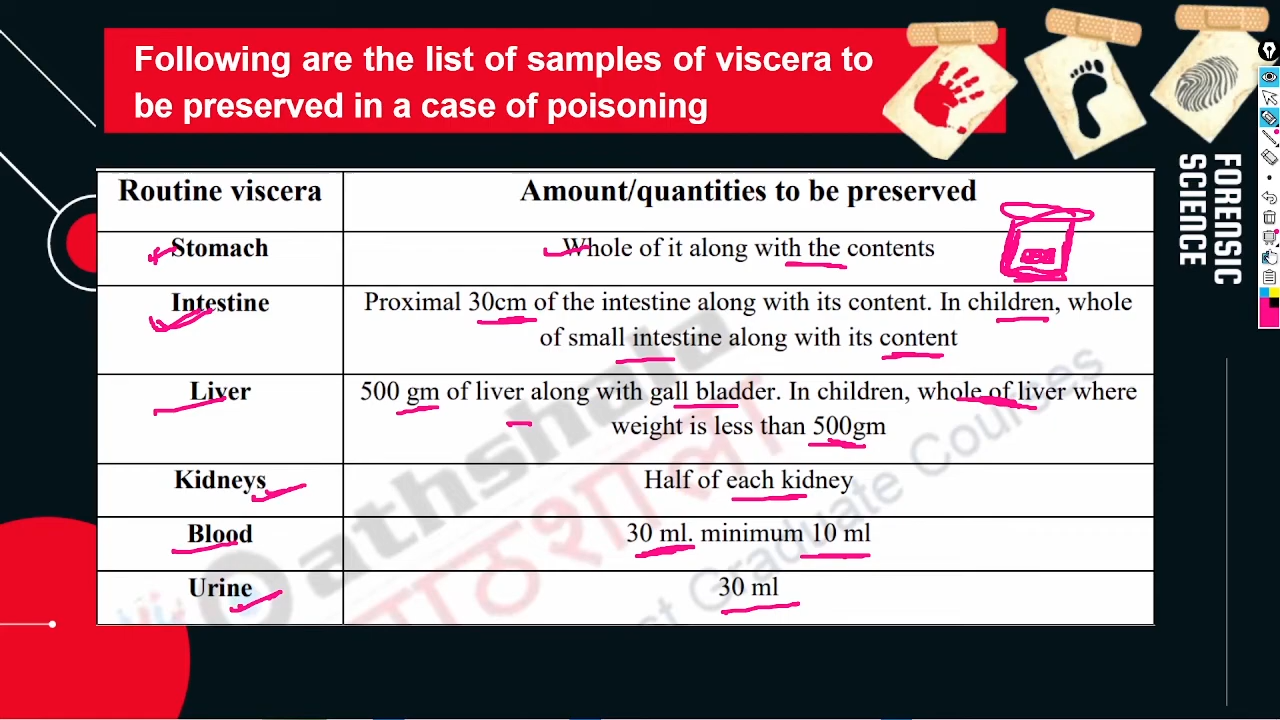 Following are the list of samples of viscera to
be preserved in a case of poisoning
FORENSIC
SCIENCE
Routine viscera
Amount/quantities to be preserved
Stomach
Whole of it along with the contents
Intestine
Proximal 30cm of the intestine along with its content. In children, whole
of small intestine along with its content
Liver
500 gm of liver along with gall bladder. In children, whole of liver where
weight is less than 500gm
Kidneys
Half of each kidney
Blood
30 ml. minimum 10 ml
Urine
30 ml
athshala
पाठशाला
Graduate Courses